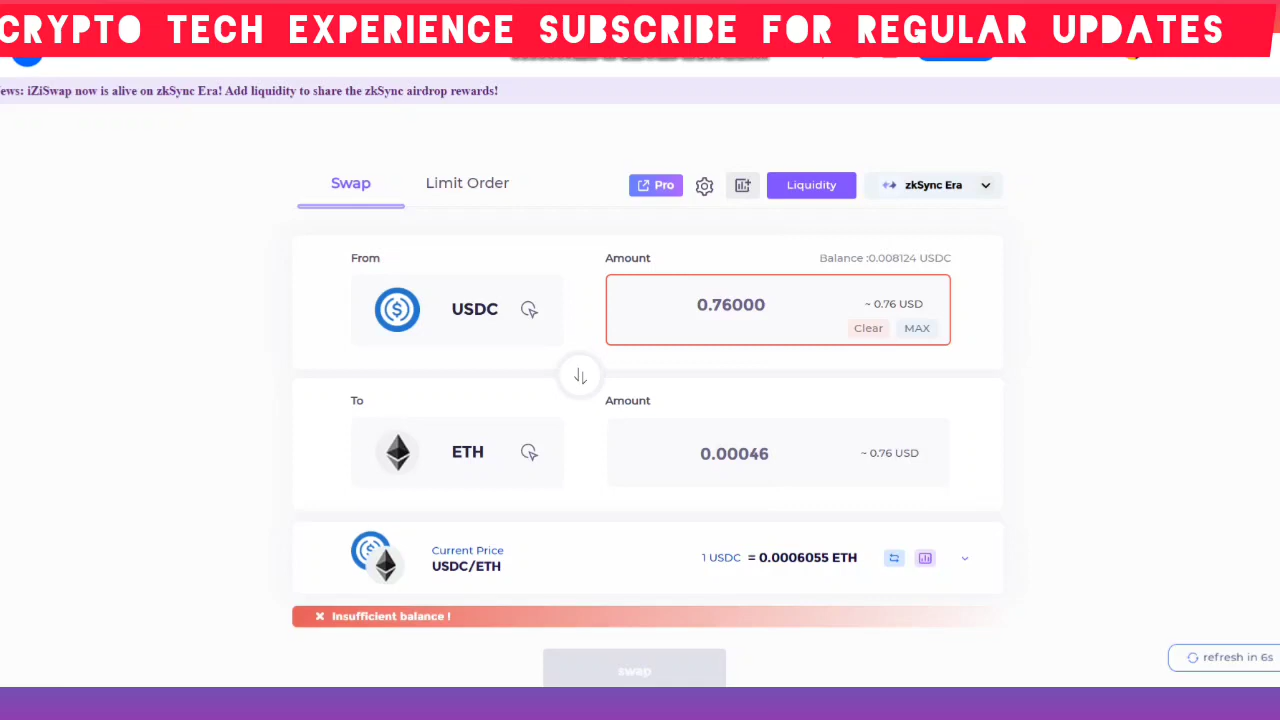 CRYPTO TECH EXPERIENCE SUBSCRIBE FOR REGULAR UPDATES
ews: iZiSwap now is alive on zkSync Era! Add liquidity to share the zkSync airdrop rewards!
Swap Limit Order Pro Liquidity zkSync Era
From Amount Balance :0.008124 USDC
USDC 0.76000 ~ 0.76 USD
Clear MAX
To Amount
ETH 0.00046 ~ 0.76 USD
Current Price 1 USDC = 0.0006055 ETH
USDC/ETH
Insufficient balance !
refresh in 6s
swap